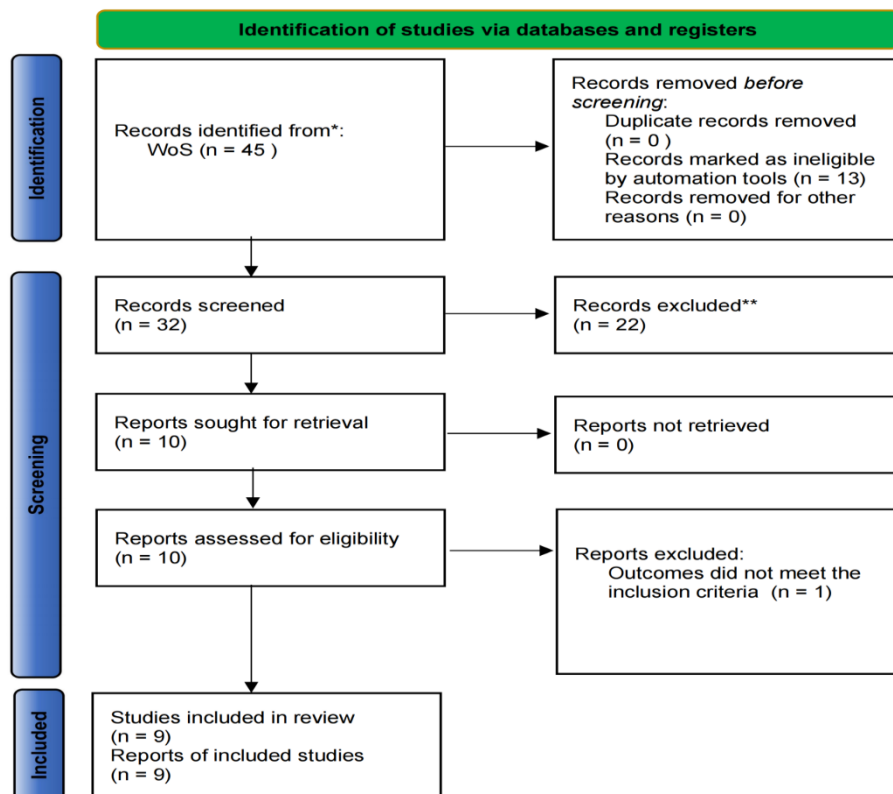 Identification of studies via databases and registers
Identification
Records identified from*:
WoS (n = 45 )
Records removed before
screening:
Duplicate records removed
(n = 0 )
Records marked as ineligible
by automation tools (n = 13)
Records removed for other
reasons (n = 0)
Screening
Records screened
(n = 32)
Records excluded**
(n = 22)
Reports sought for retrieval
(n = 10)
Reports not retrieved
(n = 0)
Reports assessed for eligibility
(n = 10)
Reports excluded:
Outcomes did not meet the
inclusion criteria (n = 1)
Included
Studies included in review
(n = 9)
Reports of included studies
(n = 9)